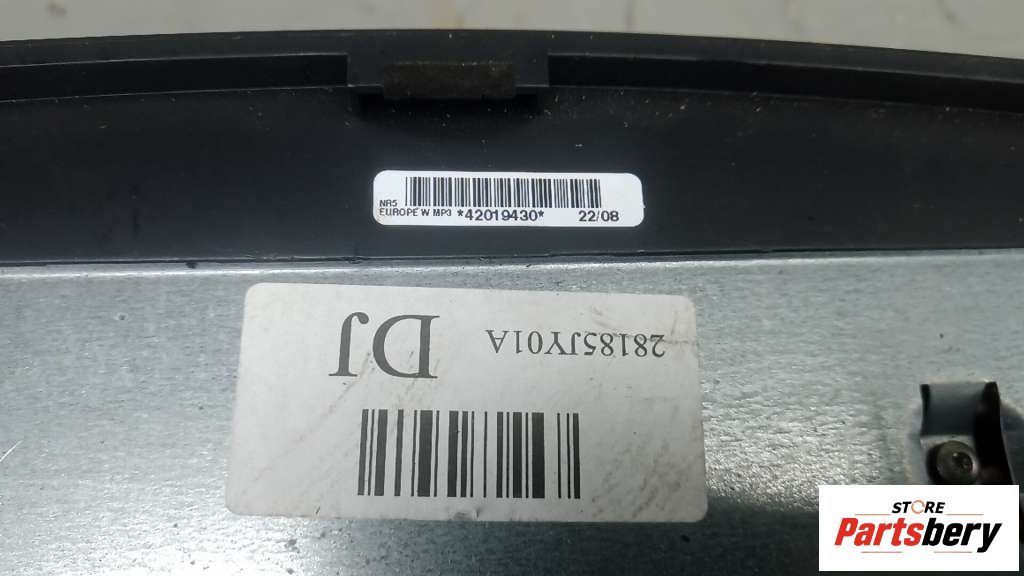 NR5
EUROPE W MP3 *42019430* 22/08
28185JY01A DJ
STORE
Partsbery